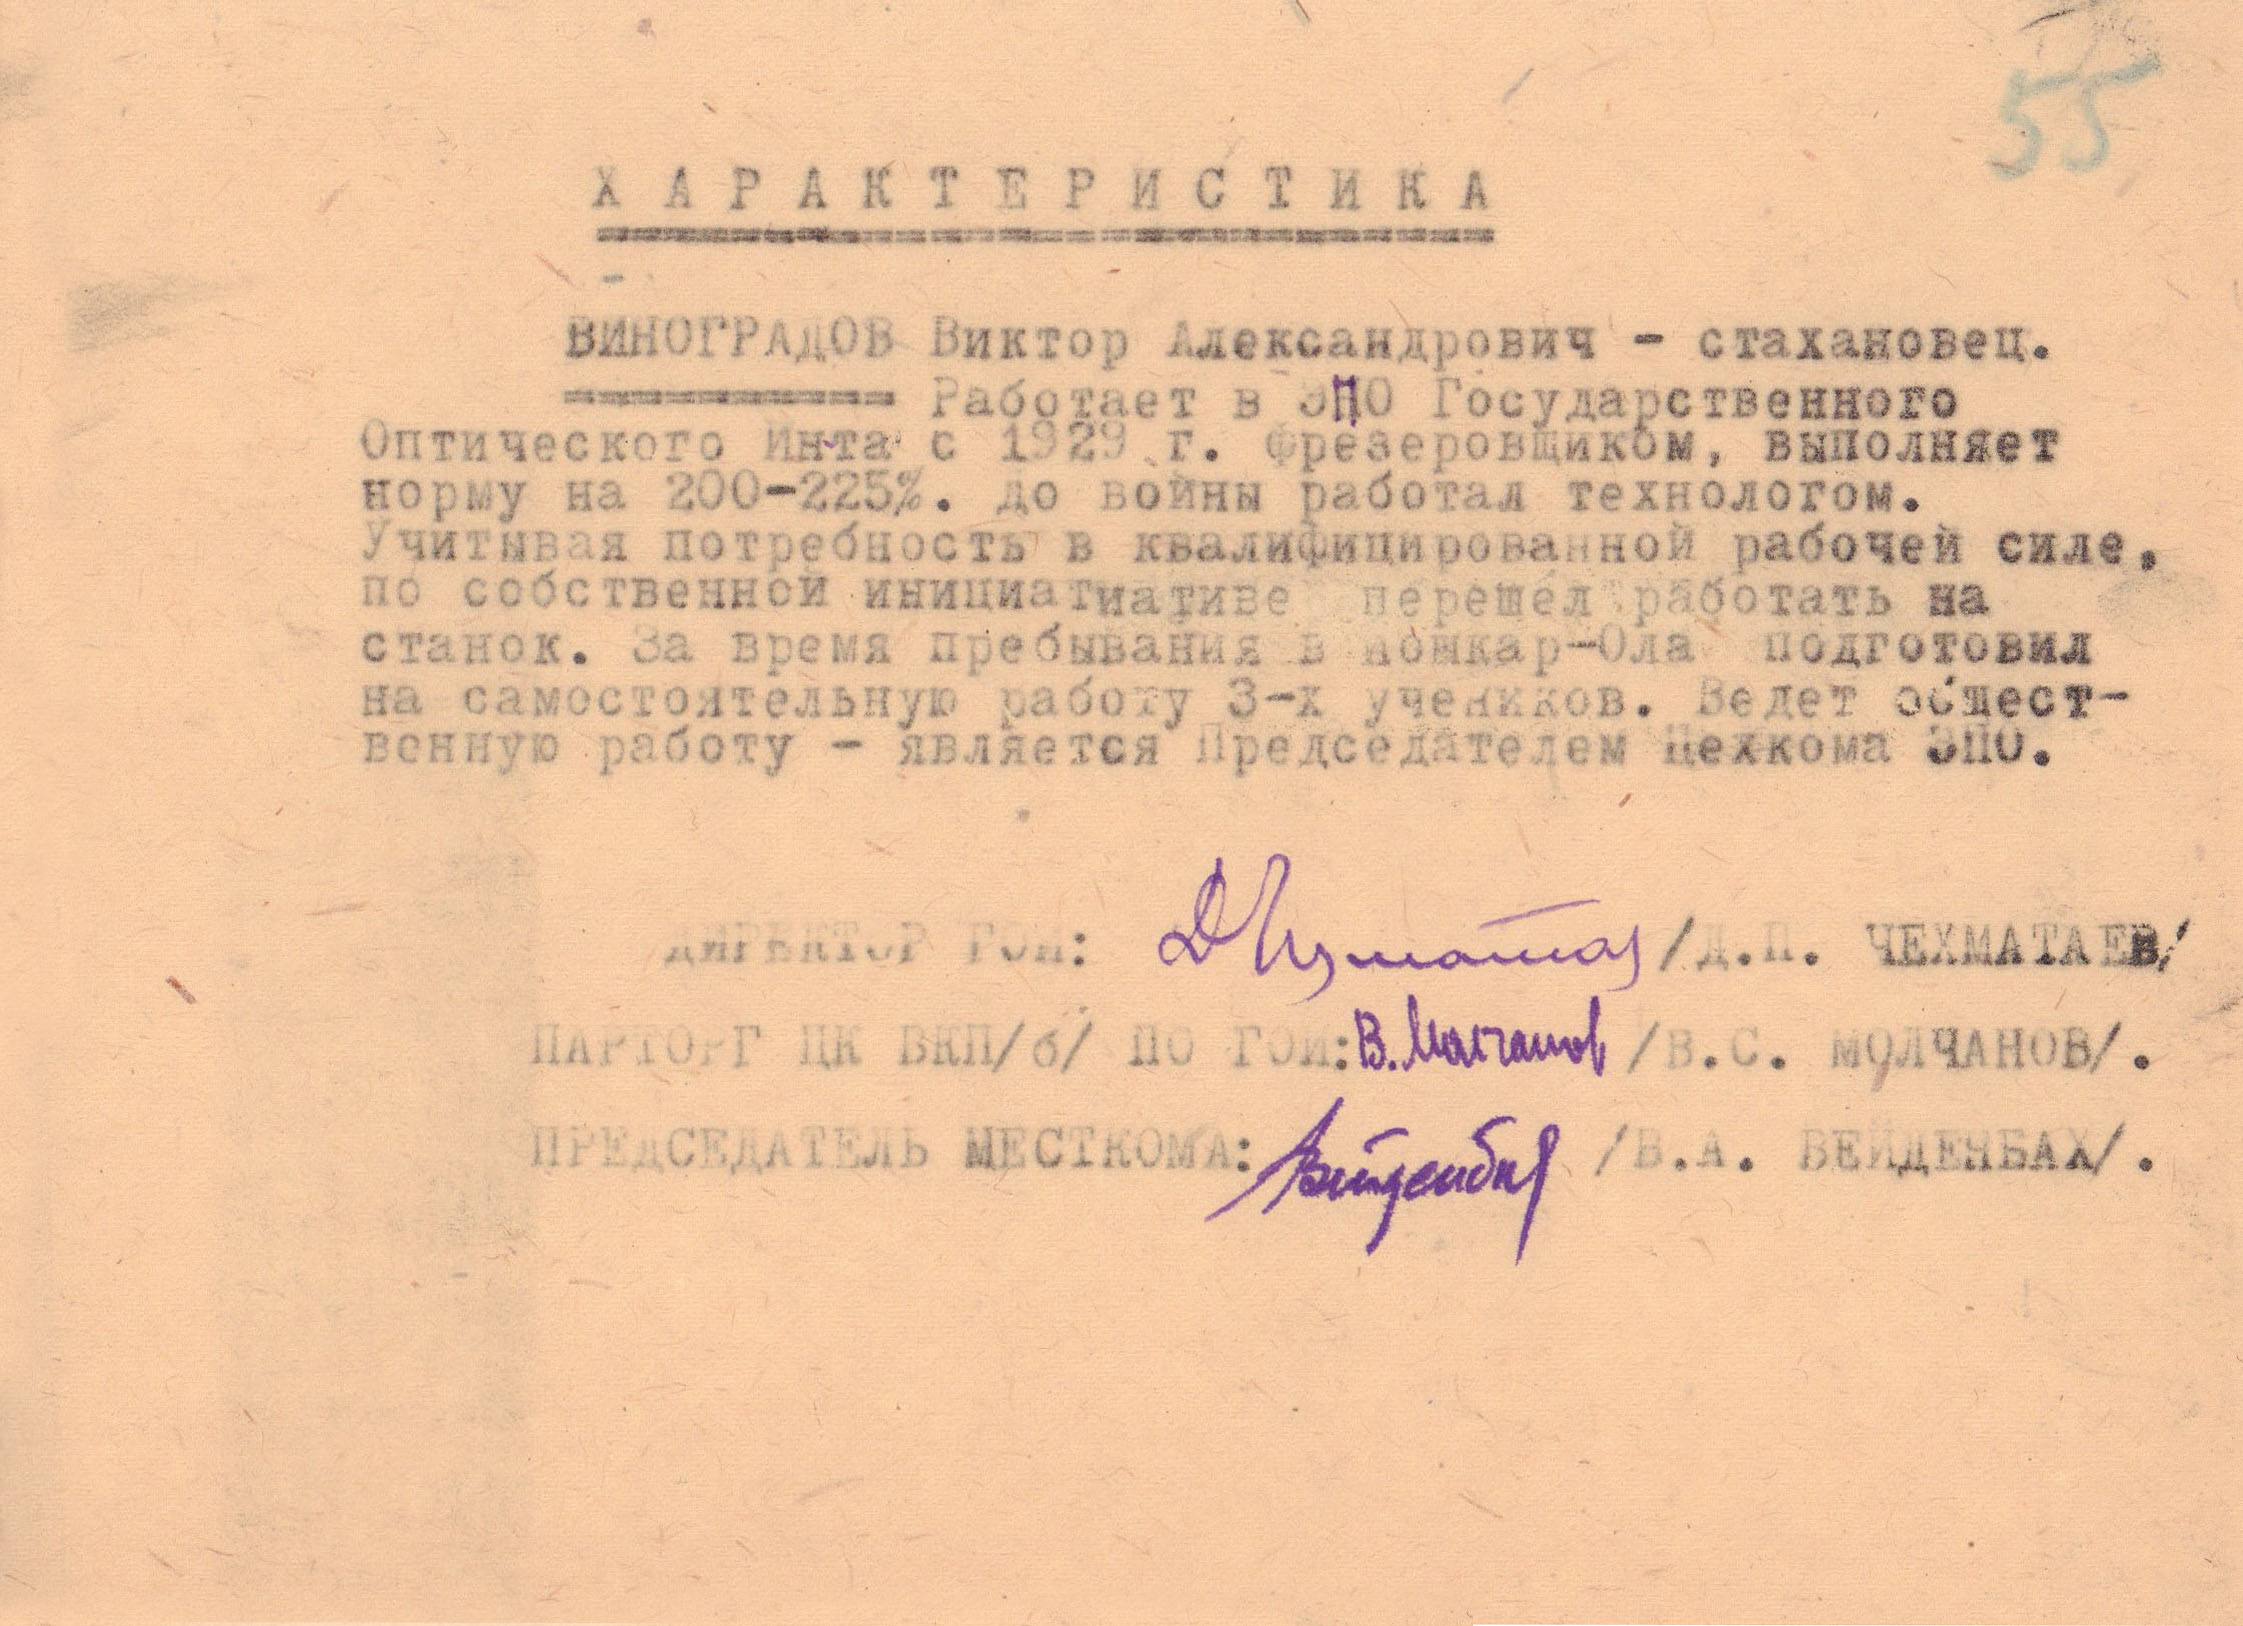 55
Х А Р А К Т Е Р И С Т И К А
ВИНОГРАДОВ Виктор Александрович - стахановец.
Работает в ЭПО Государственного
Оптического Ин-та с 1929 г. Фрезеровщиком, выполняет
норму на 200-225%. До войны работал технологом.
Учитывая потребность в квалифицированной рабочей силе,
по собственной инициатиативе перешел работать на
станок. За время пребывания в Йошкар-Ола подготовил
на самостоятельную работу 3-х учеников. Ведет общест-
венную работу - является Председателем Цехкома ЭПО.
ДИРЕКТОР ГОИ: /Д.П. ЧЕХМАТАЕВ/
ПАРТОРГ ЦК ВКП/б/ ПО ГОИ: В. Молчанов /В.С. МОЛЧАНОВ/.
ПРЕДСЕДАТЕЛЬ МЕСТКОМА: /В.А. ВЕЙДЕНБАХ/.